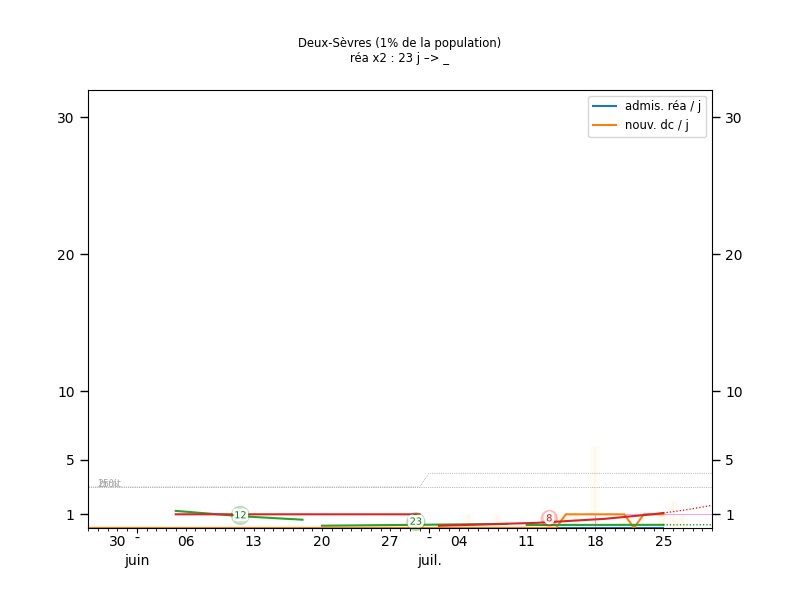 Deux-Sèvres (1% de la population)
réa x2 : 23 j –> _
admis. réa / j
nouv. dc / j
30 30
20 20
10 10
5 5
1 1
12
23
8
30 - 06 13 20 27 - 04 11 18 25
juin juil.